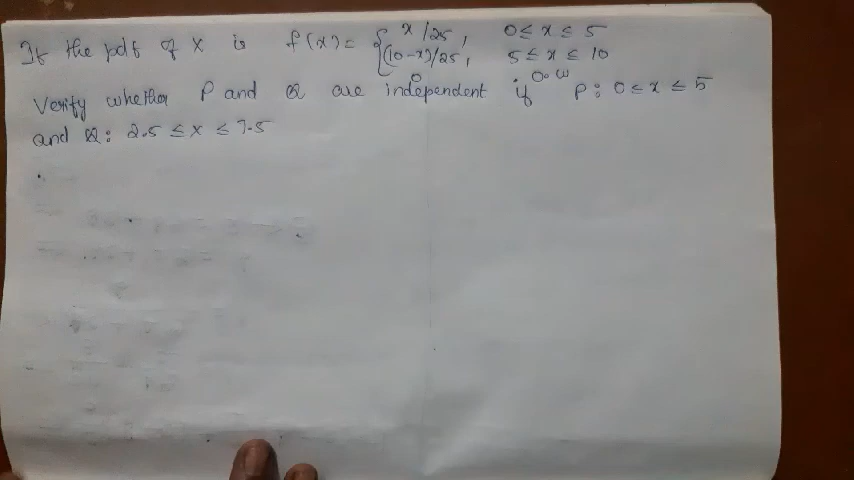 If the pdf of X is f(x) = { x/25, 0 ≤ x ≤ 5
(10-x)/25, 5 ≤ x ≤ 10
0 o.w
Verify whether P and Q are independent if P: 0 ≤ x ≤ 5
and Q: 2.5 ≤ x ≤ 7.5